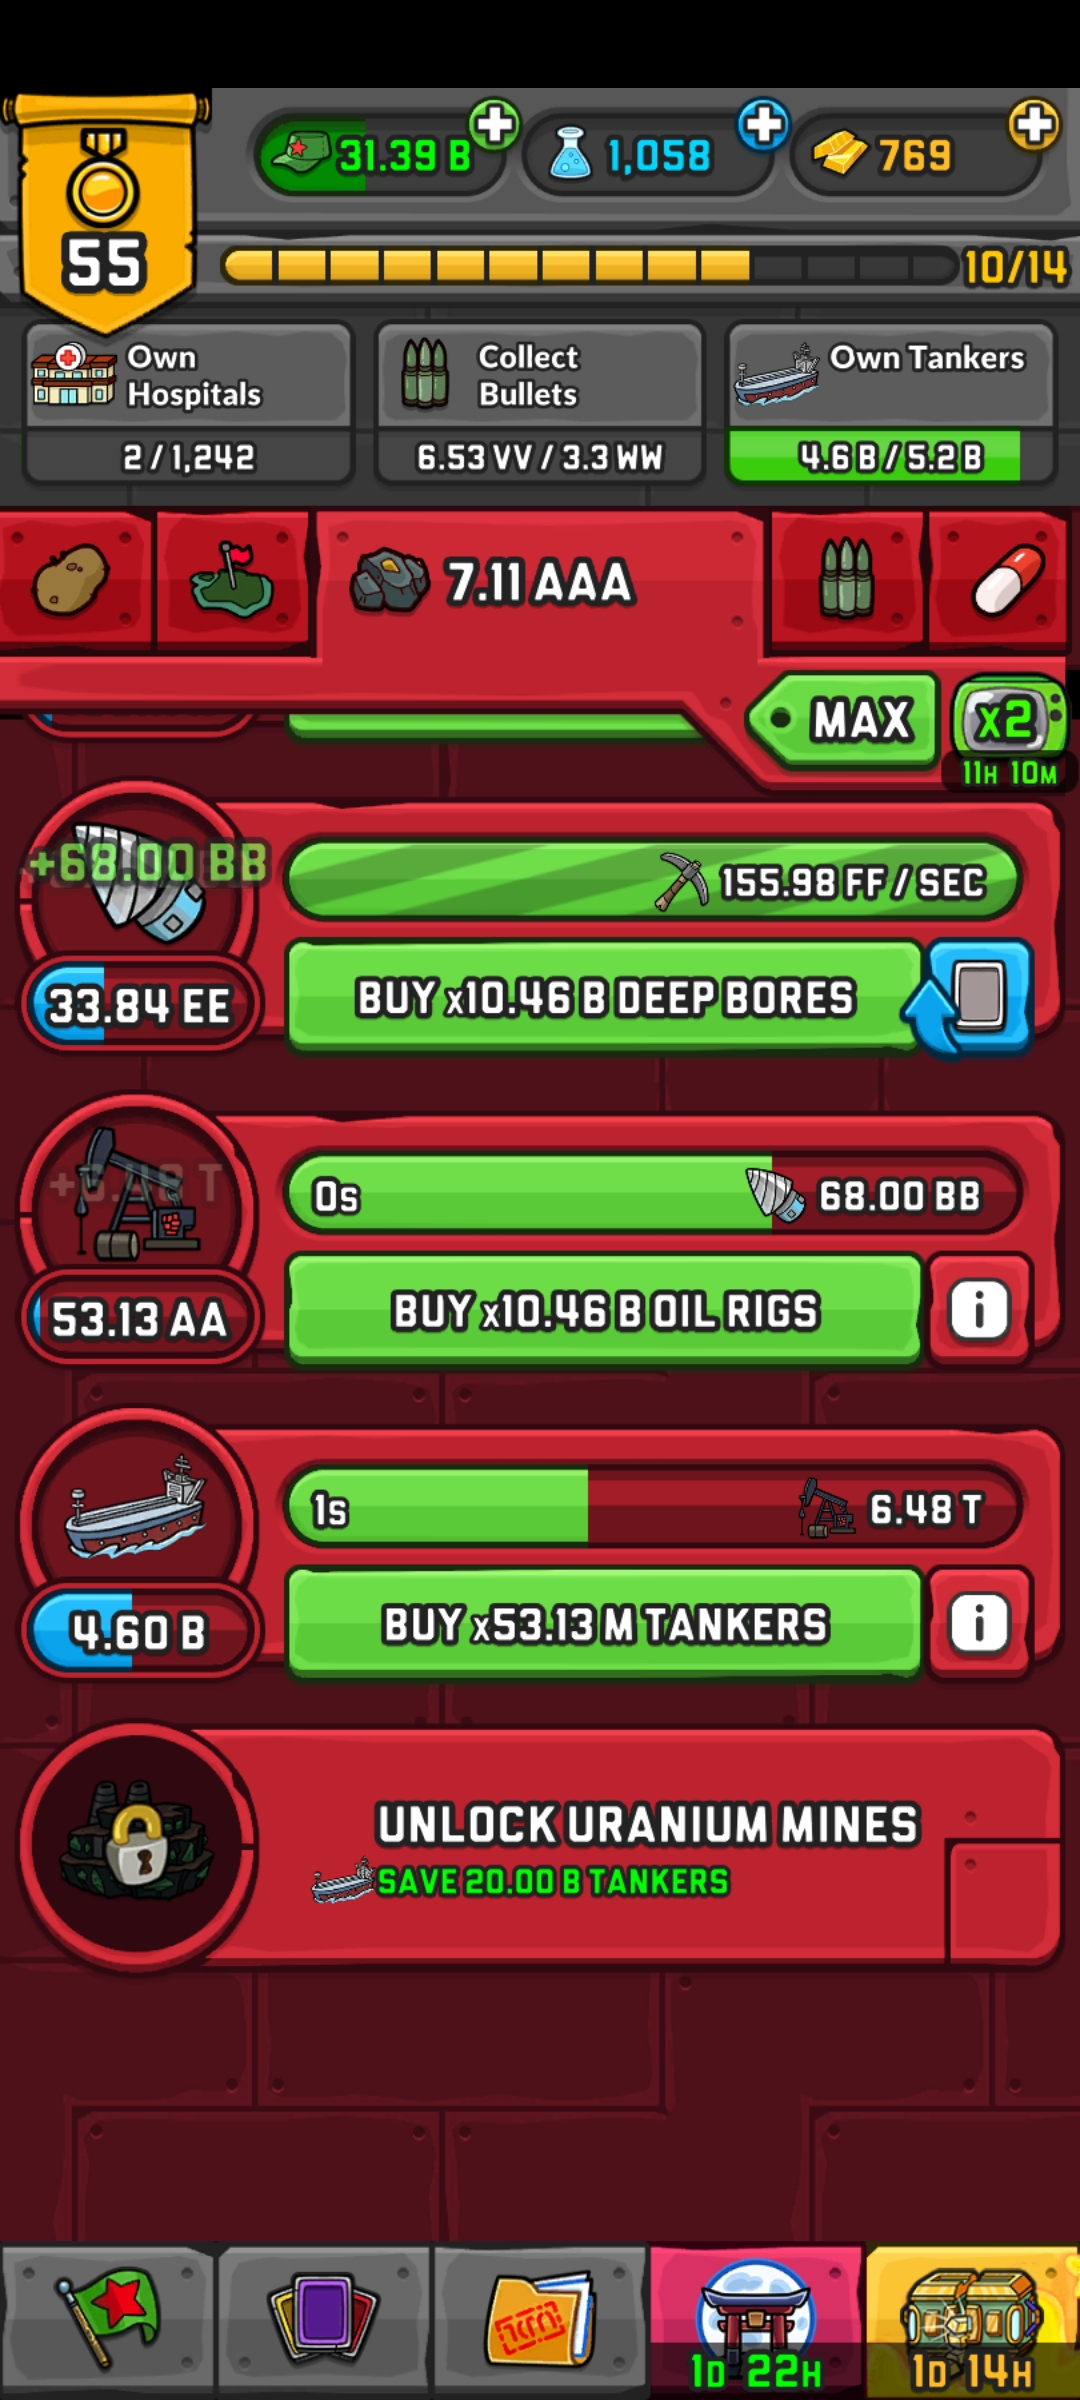 31.39 B
1,058
769
55
10/14
Own
Hospitals
2 / 1,242
Collect
Bullets
6.53 VV / 3.3 WW
Own Tankers
4.6 B / 5.2 B
7.11 AAA
MAX
x2
11H 10M
+68.00 BB
155.98 FF / SEC
33.84 EE
BUY x10.46 B DEEP BORES
+6.48 T
0s
68.00 BB
53.13 AA
BUY x10.46 B OIL RIGS
i
1s
6.48 T
4.60 B
BUY x53.13 M TANKERS
i
UNLOCK URANIUM MINES
SAVE 20.00 B TANKERS
1D 22H
1D 14H